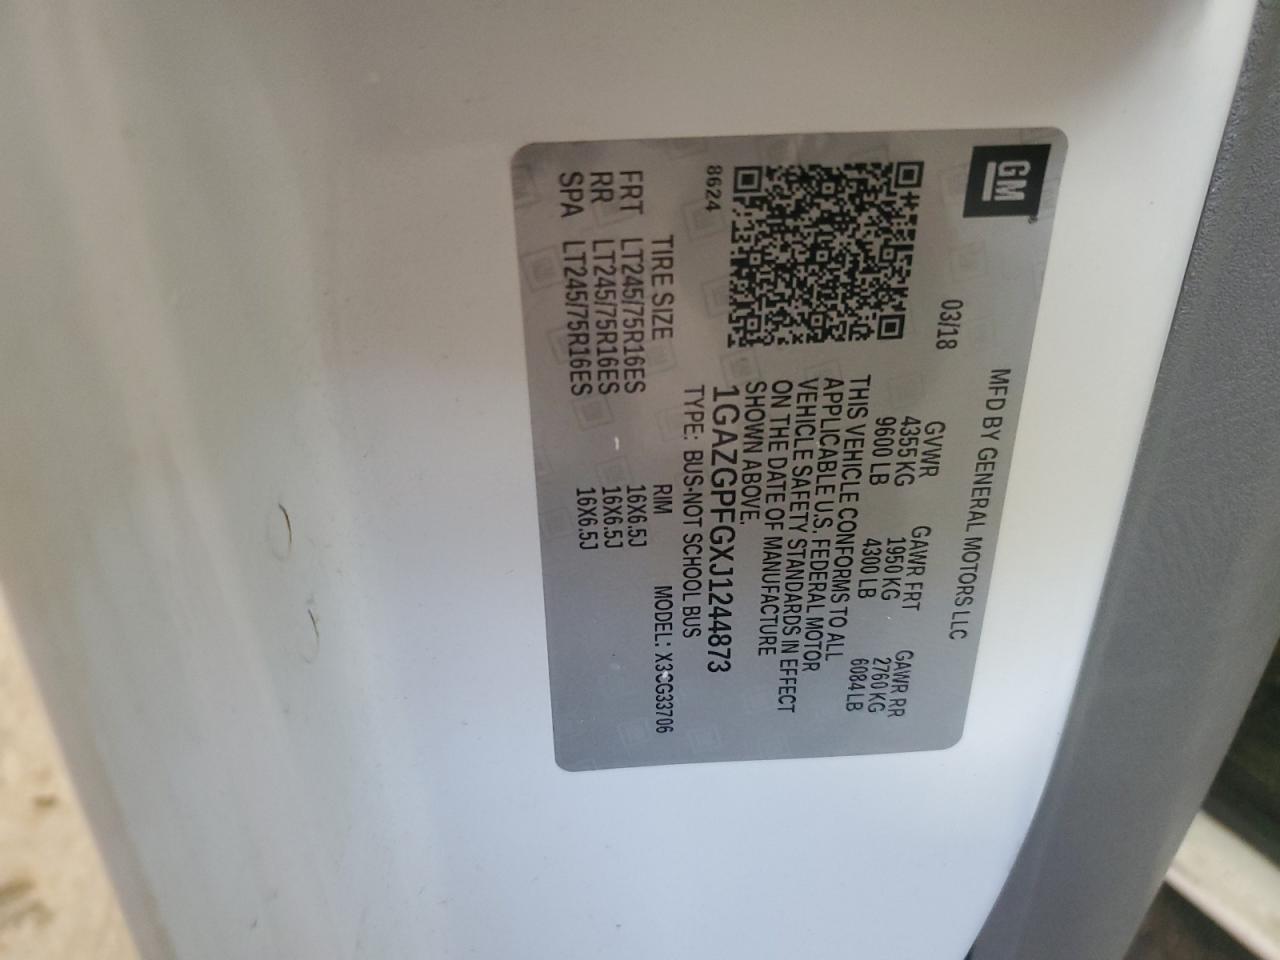 GM
MFD BY GENERAL MOTORS LLC
03/18
GVWR GAWR FRT GAWR RR
4355 KG 1950 KG 2760 KG
9600 LB 4300 LB 6084 LB
THIS VEHICLE CONFORMS TO ALL
APPLICABLE U.S. FEDERAL MOTOR
VEHICLE SAFETY STANDARDS IN EFFECT
ON THE DATE OF MANUFACTURE
SHOWN ABOVE.
1GAZGPFGXJ1244873
8624
TYPE: BUS-NOT SCHOOL BUS
MODEL: X3CG33706
TIRE SIZE RIM
FRT LT245/75R16ES 16X6.5J
RR LT245/75R16ES 16X6.5J
SPA LT245/75R16ES 16X6.5J